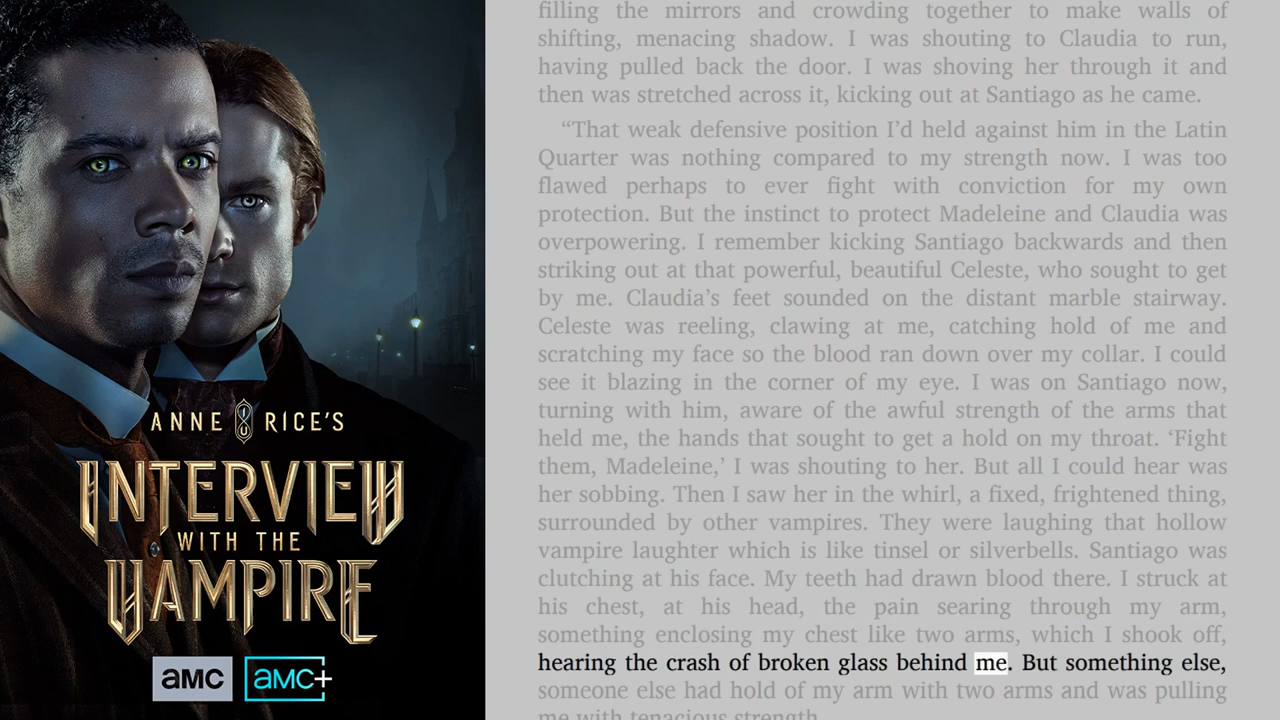 ANNE RICE'S
INTERVIEW
WITH THE
VAMPIRE
amc
amc+
filling the mirrors and crowding together to make walls of
shifting, menacing shadow. I was shouting to Claudia to run,
having pulled back the door. I was shoving her through it and
then was stretched across it, kicking out at Santiago as he came.
“That weak defensive position I’d held against him in the Latin
Quarter was nothing compared to my strength now. I was too
flawed perhaps to ever fight with conviction for my own
protection. But the instinct to protect Madeleine and Claudia was
overpowering. I remember kicking Santiago backwards and then
striking out at that powerful, beautiful Celeste, who sought to get
by me. Claudia’s feet sounded on the distant marble stairway.
Celeste was reeling, clawing at me, catching hold of me and
scratching my face so the blood ran down over my collar. I could
see it blazing in the corner of my eye. I was on Santiago now,
turning with him, aware of the awful strength of the arms that
held me, the hands that sought to get a hold on my throat. ‘Fight
them, Madeleine,’ I was shouting to her. But all I could hear was
her sobbing. Then I saw her in the whirl, a fixed, frightened thing,
surrounded by other vampires. They were laughing that hollow
vampire laughter which is like tinsel or silverbells. Santiago was
clutching at his face. My teeth had drawn blood there. I struck at
his chest, at his head, the pain searing through my arm,
something enclosing my chest like two arms, which I shook off,
hearing the crash of broken glass behind me. But something else,
someone else had hold of my arm with two arms and was pulling
me with tenacious strength.